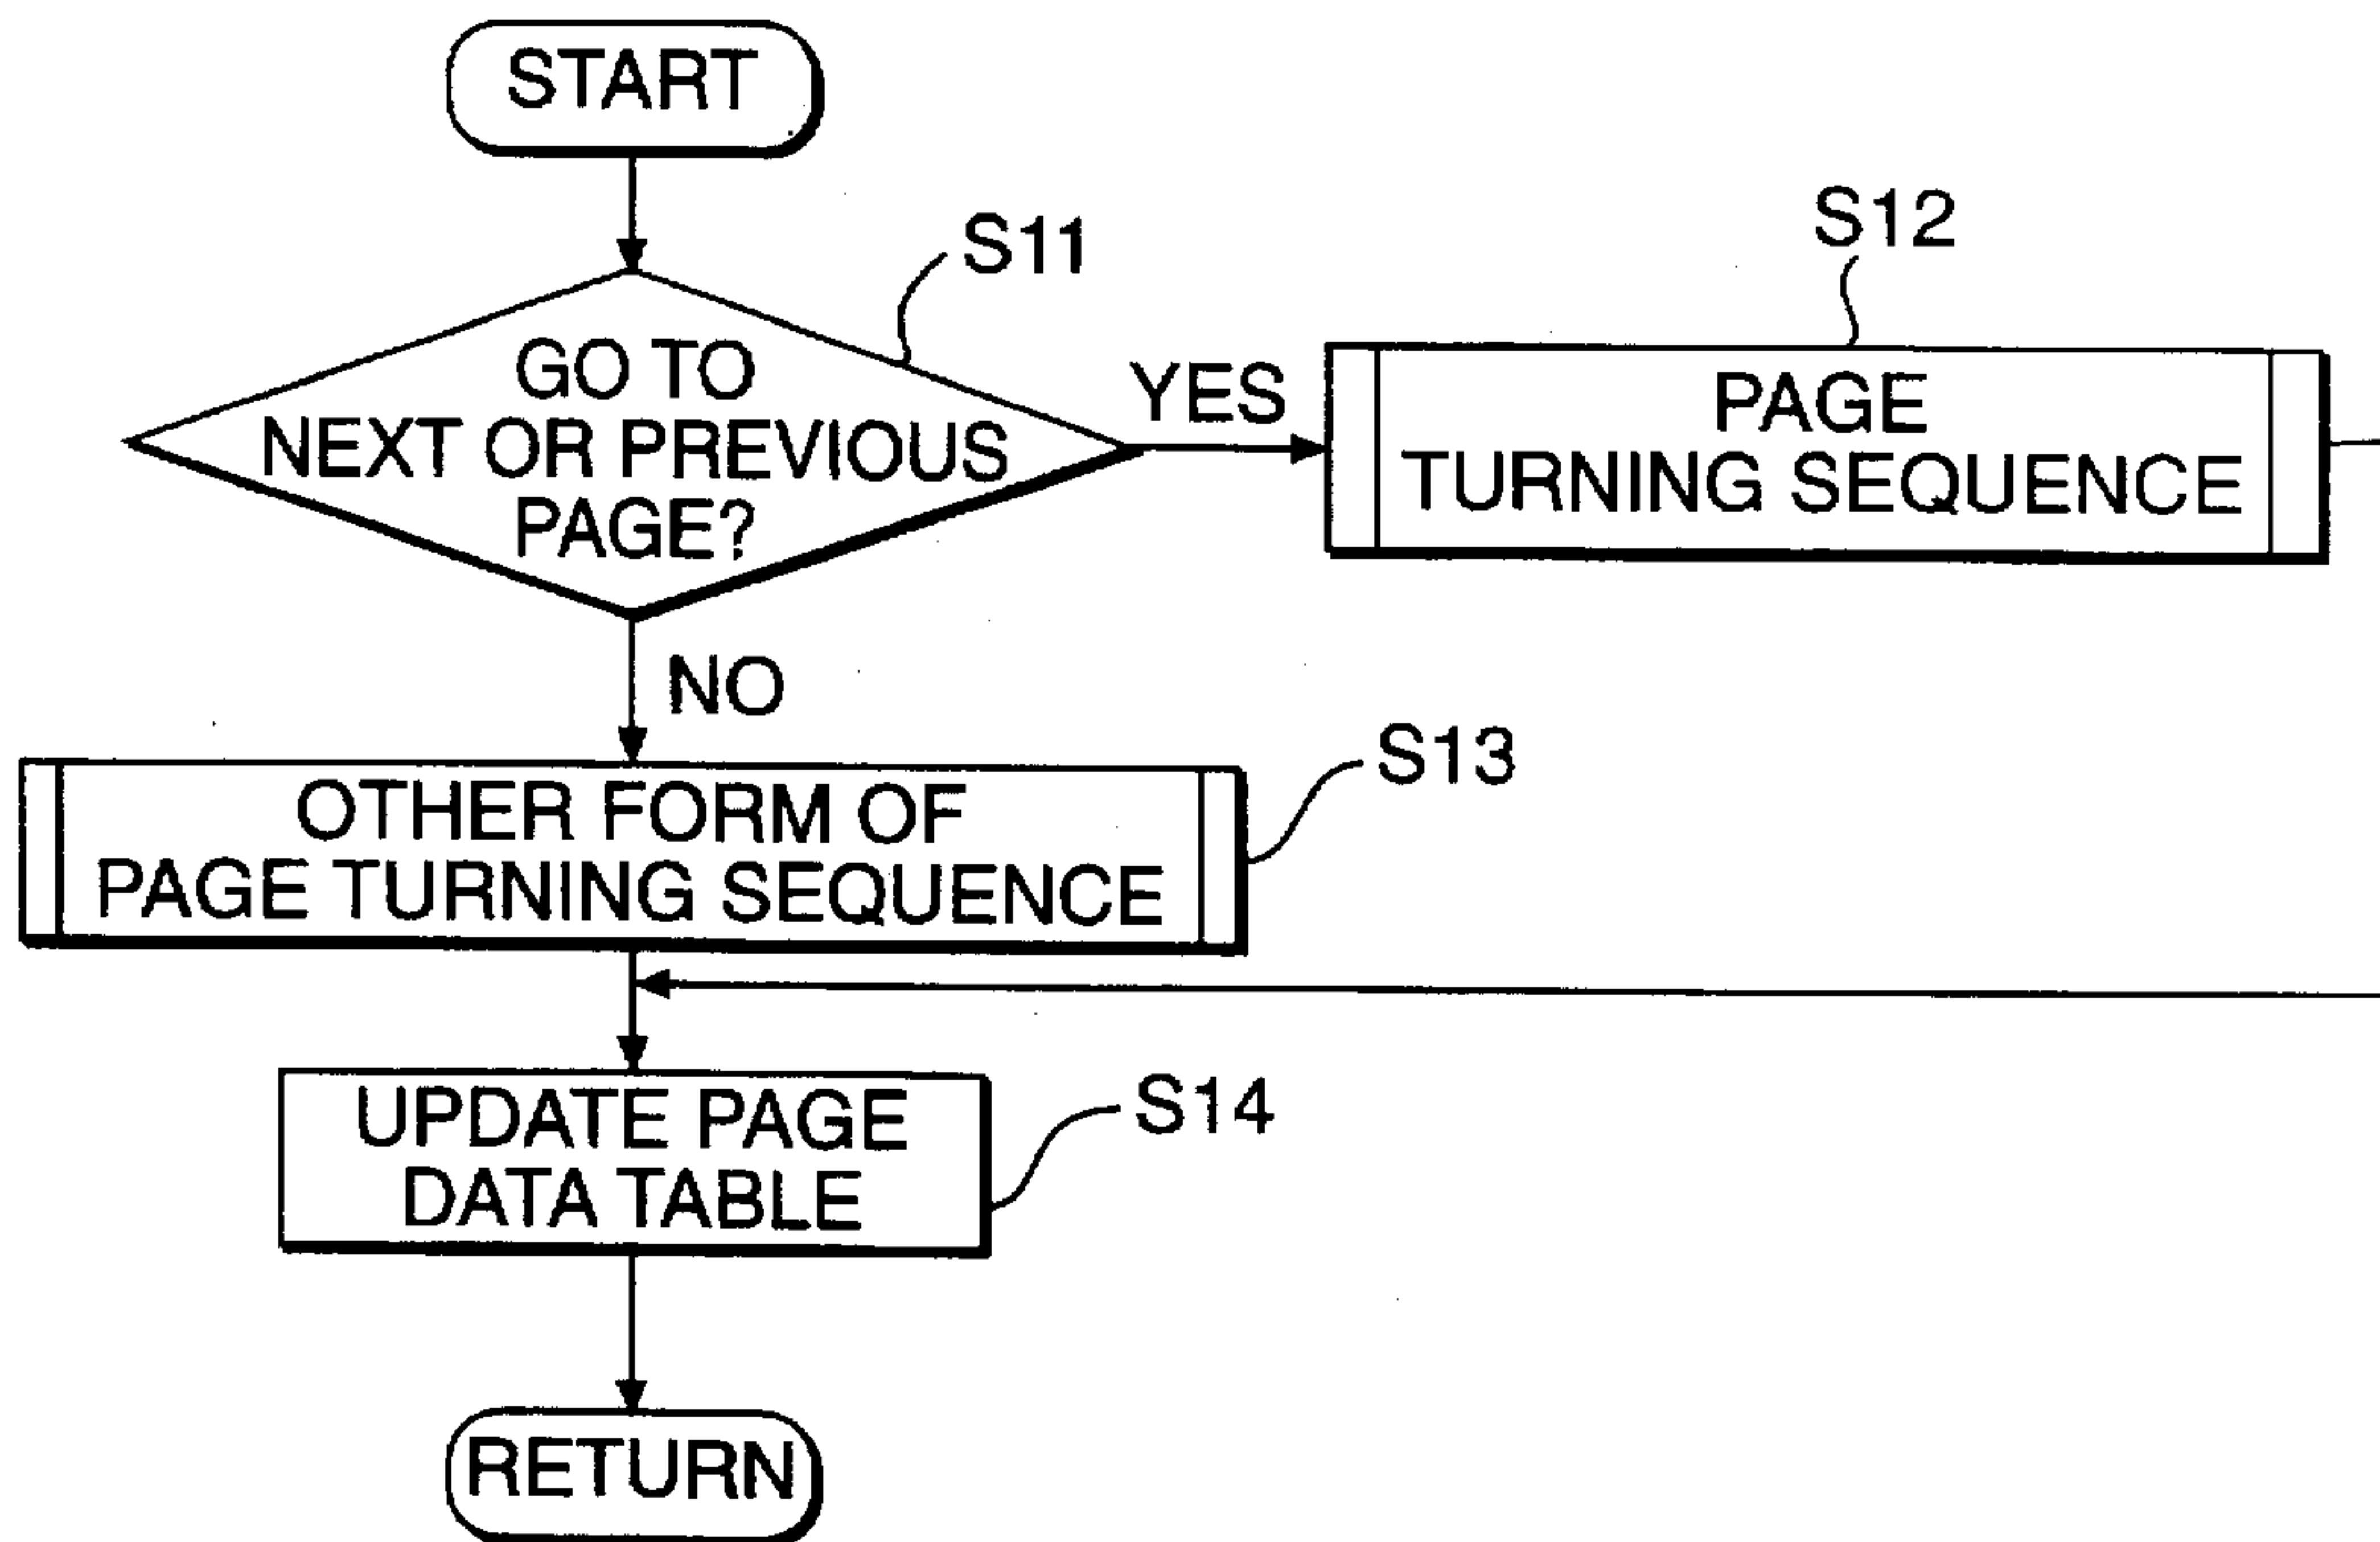 START
S11
S12
GO TO
NEXT OR PREVIOUS
PAGE?
YES
PAGE
TURNING SEQUENCE
NO
S13
OTHER FORM OF
PAGE TURNING SEQUENCE
S14
UPDATE PAGE
DATA TABLE
RETURN